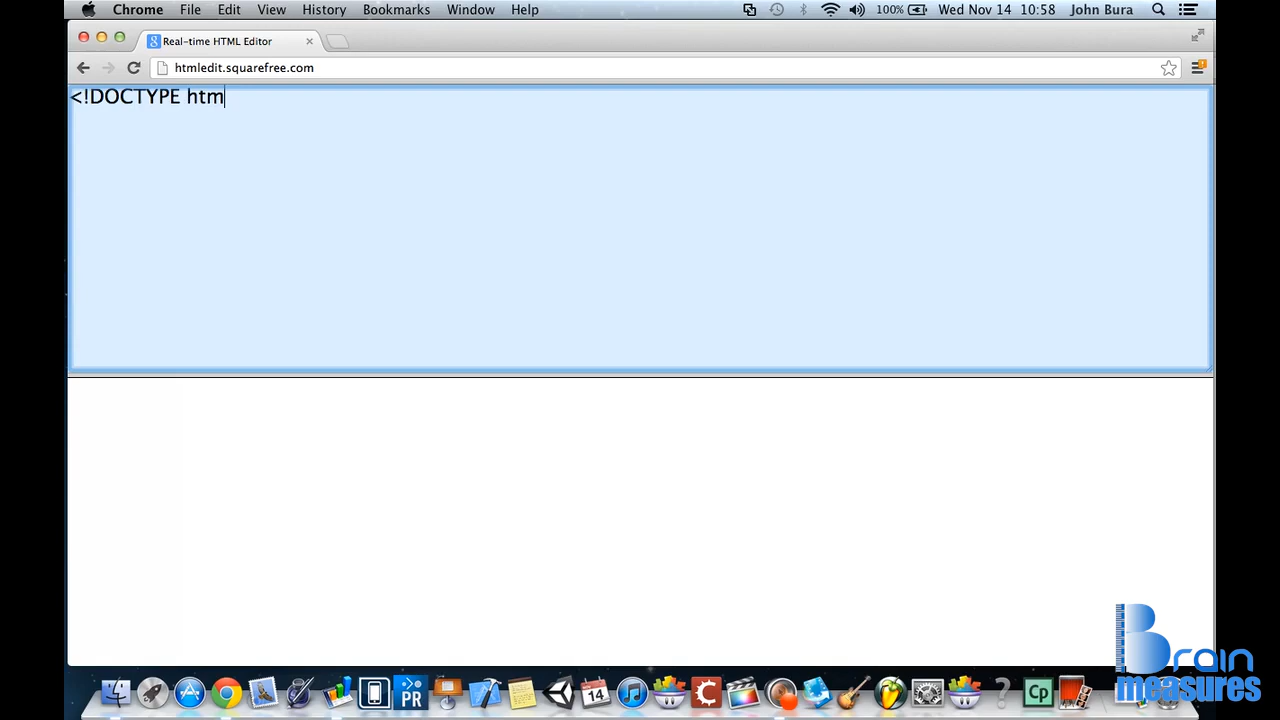 Chrome File Edit View History Bookmarks Window Help 100% Wed Nov 14 10:58 John Bura
Real-time HTML Editor
htmledit.squarefree.com
<!DOCTYPE htm
PR 14 Cp
Brain
measures